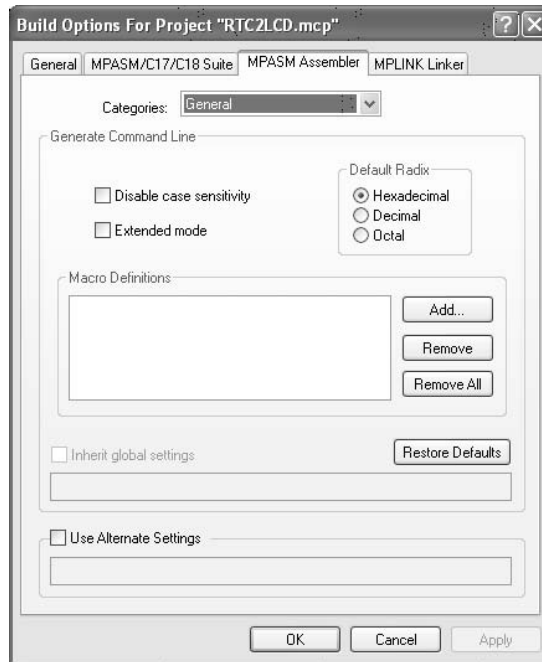 Build Options For Project "RTC2LCD.mcp"
General MPASM/C17/C18 Suite MPASM Assembler MPLINK Linker
Categories: General
Generate Command Line
Default Radix
Disable case sensitivity
Hexadecimal
Extended mode
Decimal
Octal
Macro Definitions
Add...
Remove
Remove All
Inherit global settings
Restore Defaults
Use Alternate Settings
OK Cancel Apply